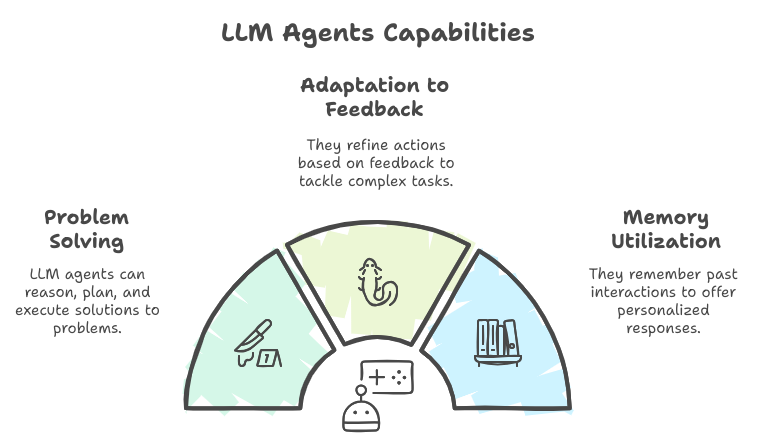 LLM Agents Capabilities
Adaptation to
Feedback
They refine actions
based on feedback to
tackle complex tasks.
Problem
Solving
LLM agents can
reason, plan, and
execute solutions to
problems.
Memory
Utilization
They remember past
interactions to offer
personalized
responses.
1